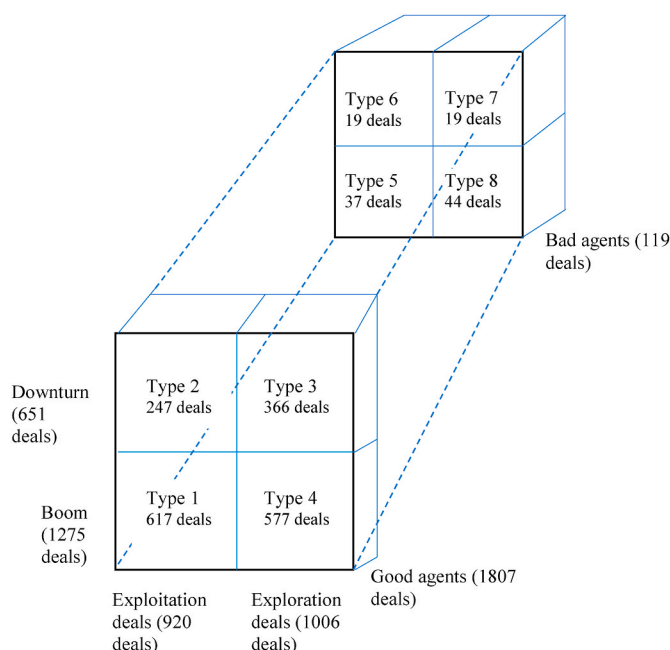 Type 6
19 deals
Type 7
19 deals
Type 5
37 deals
Type 8
44 deals
Bad agents (119
deals)
Downturn
(651
deals)
Type 2
247 deals
Type 3
366 deals
Boom
(1275
deals)
Type 1
617 deals
Type 4
577 deals
Good agents (1807
deals)
Exploitation
deals (920
deals)
Exploration
deals (1006
deals)